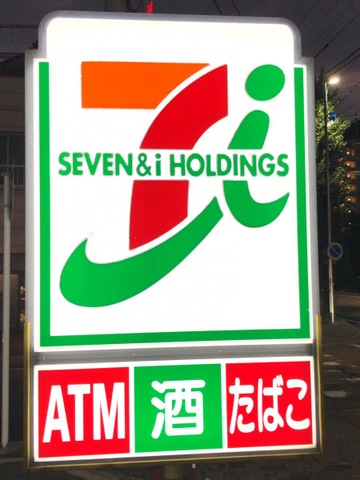 SEVEN&i HOLDINGS
ATM 酒 たばこ